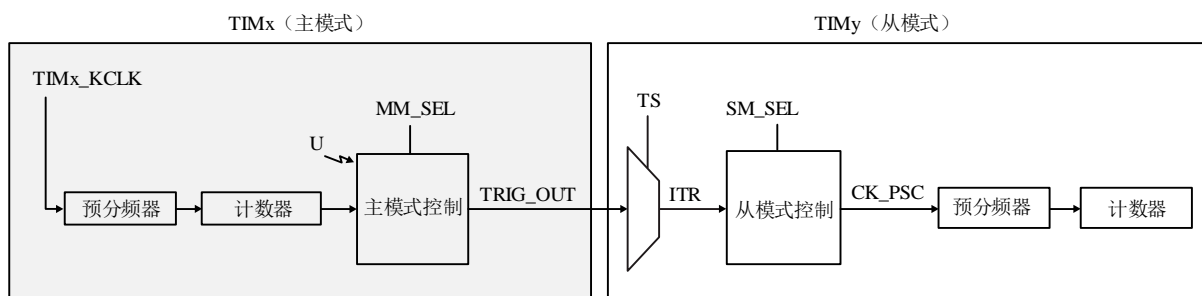 TIMx（主模式）
TIMy（从模式）
TIMx_KCLK
MM_SEL
TS
SM_SEL
U
预分频器
计数器
主模式控制
TRIG_OUT
ITR
从模式控制
CK_PSC
预分频器
计数器